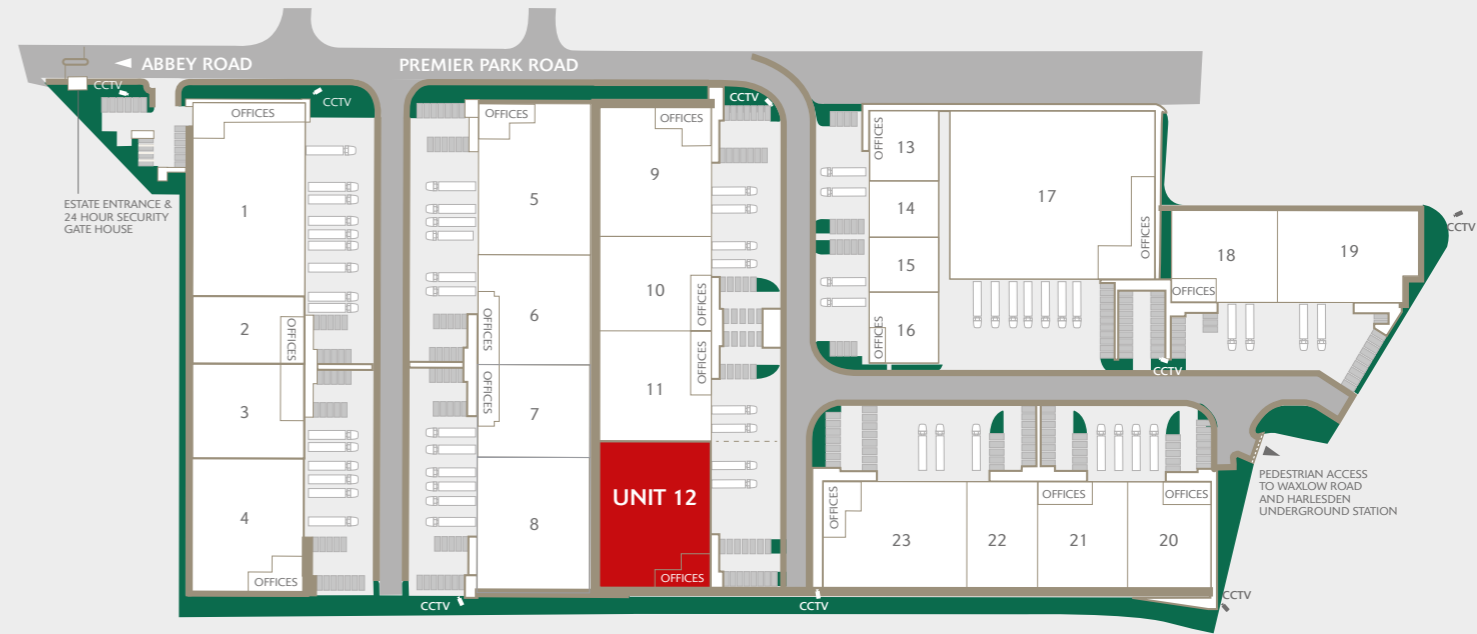 ABBEY ROAD
PREMIER PARK ROAD
CCTV
CCTV
CCTV
ESTATE ENTRANCE &
24 HOUR SECURITY
GATE HOUSE
OFFICES
1
2
OFFICES
3
4
OFFICES
OFFICES
5
6
OFFICES
OFFICES
7
8
CCTV
OFFICES
9
10
OFFICES
11
OFFICES
UNIT 12
OFFICES
OFFICES
13
14
15
16
OFFICES
17
OFFICES
18
OFFICES
19
CCTV
CCTV
PEDESTRIAN ACCESS
TO WAXLOW ROAD
AND HARLESDEN
UNDERGROUND STATION
OFFICES
23
22
OFFICES
21
OFFICES
20
CCTV
CCTV